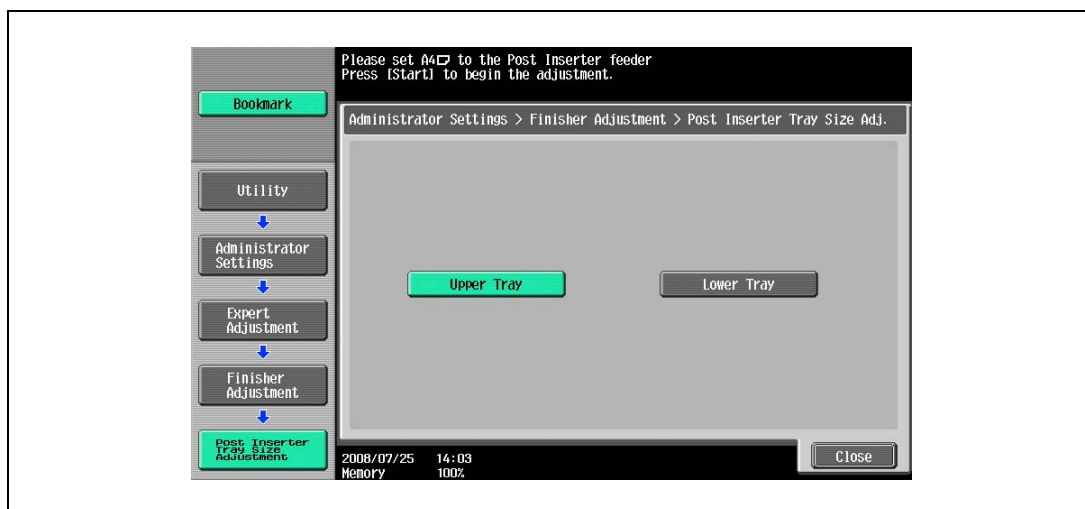 Please set A4 to the Post Inserter feeder
Press [Start] to begin the adjustment.
Bookmark
Administrator Settings > Finisher Adjustment > Post Inserter Tray Size Adj.
Utility
Administrator
Settings
Expert
Adjustment
Finisher
Adjustment
Post Inserter
Tray Size
Adjustment
Upper Tray
Lower Tray
2008/07/25 14:03
Memory 100%
Close